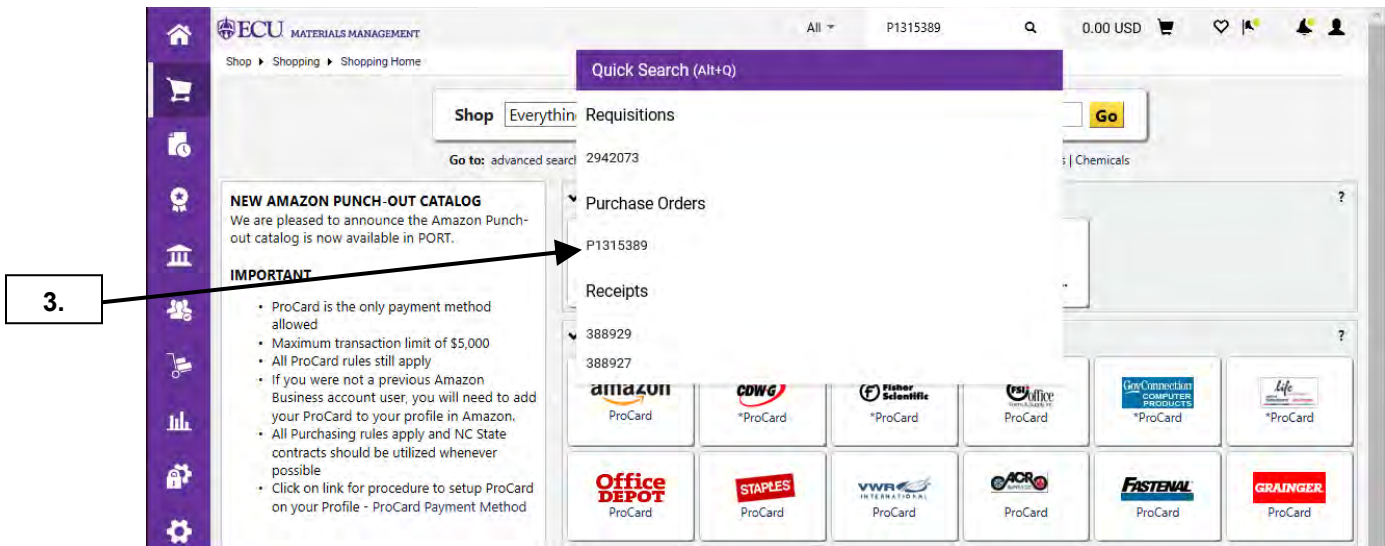 ECU MATERIALS MANAGEMENT
All
P1315389
0.00 USD
Shop Shopping Shopping Home
Quick Search (Alt+Q)
Shop Everythin
Go
Go to: advanced
Chemicals
Requisitions
2942073
Purchase Orders
P1315389
Receipts
388929
388927
3.
NEW AMAZON PUNCH-OUT CATALOG
We are pleased to announce the Amazon Punch-
out catalog is now available in PORT.
IMPORTANT
• ProCard is the only payment method
allowed
• Maximum transaction limit of $5,000
• All ProCard rules still apply
• If you were not a previous Amazon
Business account user, you will need to add
your ProCard to your profile in Amazon.
• All Purchasing rules apply and NC State
contracts should be utilized whenever
possible
• Click on link for procedure to setup ProCard
on your Profile - ProCard Payment Method
?
?
amazon
ProCard
CDW·G
*ProCard
Fisher Scientific
*ProCard
FSI office
ProCard
GovConnection
COMPUTER
PRODUCTS
*ProCard
life
*ProCard
Office DEPOT
ProCard
STAPLES
ProCard
VWR INTERNATIONAL
ProCard
ACR
ProCard
FASTENAL
ProCard
GRAINGER
ProCard